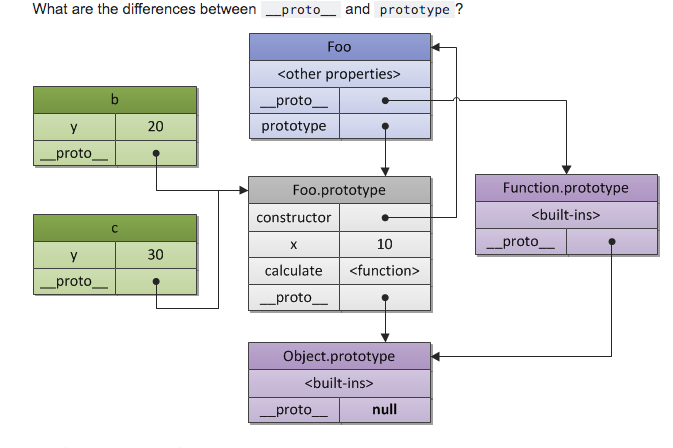 What are the differences between __proto__ and prototype ?
Foo
<other properties>
__proto__
prototype
b
y 20
__proto__
Foo.prototype
constructor
x 10
calculate <function>
__proto__
Function.prototype
<built-ins>
__proto__
c
y 30
__proto__
Object.prototype
<built-ins>
__proto__ null